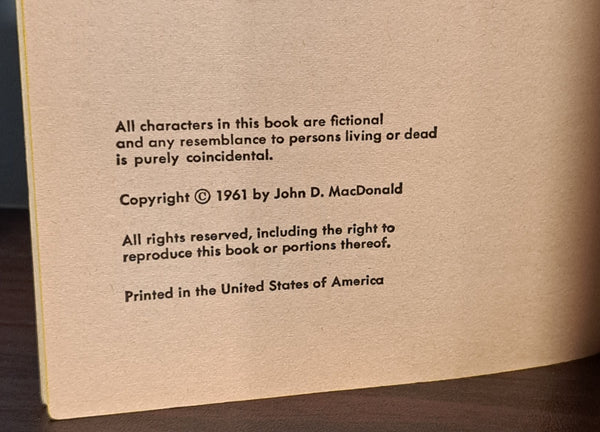 All characters in this book are fictional
and any resemblance to persons living or dead
is purely coincidental.
Copyright © 1961 by John D. MacDonald
All rights reserved, including the right to
reproduce this book or portions thereof.
Printed in the United States of America